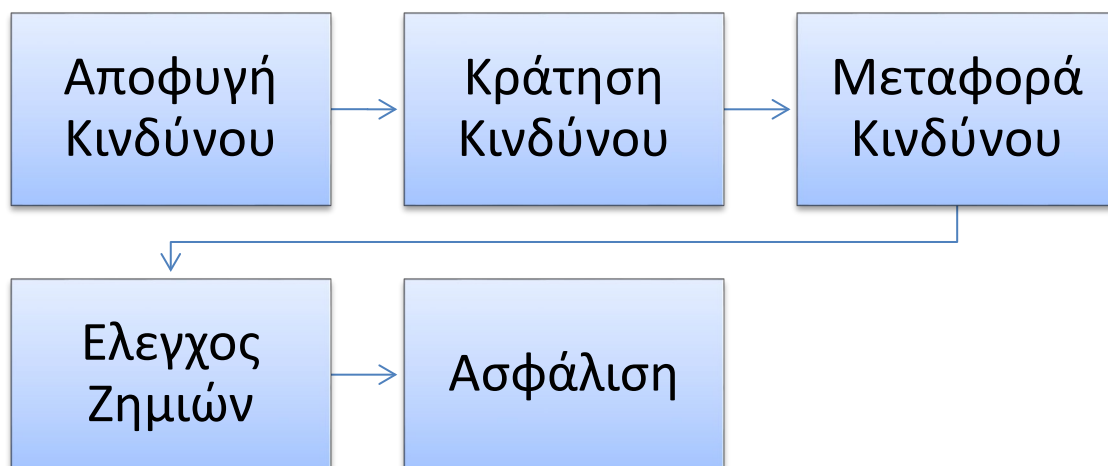 Αποφυγή
Κινδύνου
Κράτηση
Κινδύνου
Μεταφορά
Κινδύνου
Ελεγχος
Ζημιών
Ασφάλιση